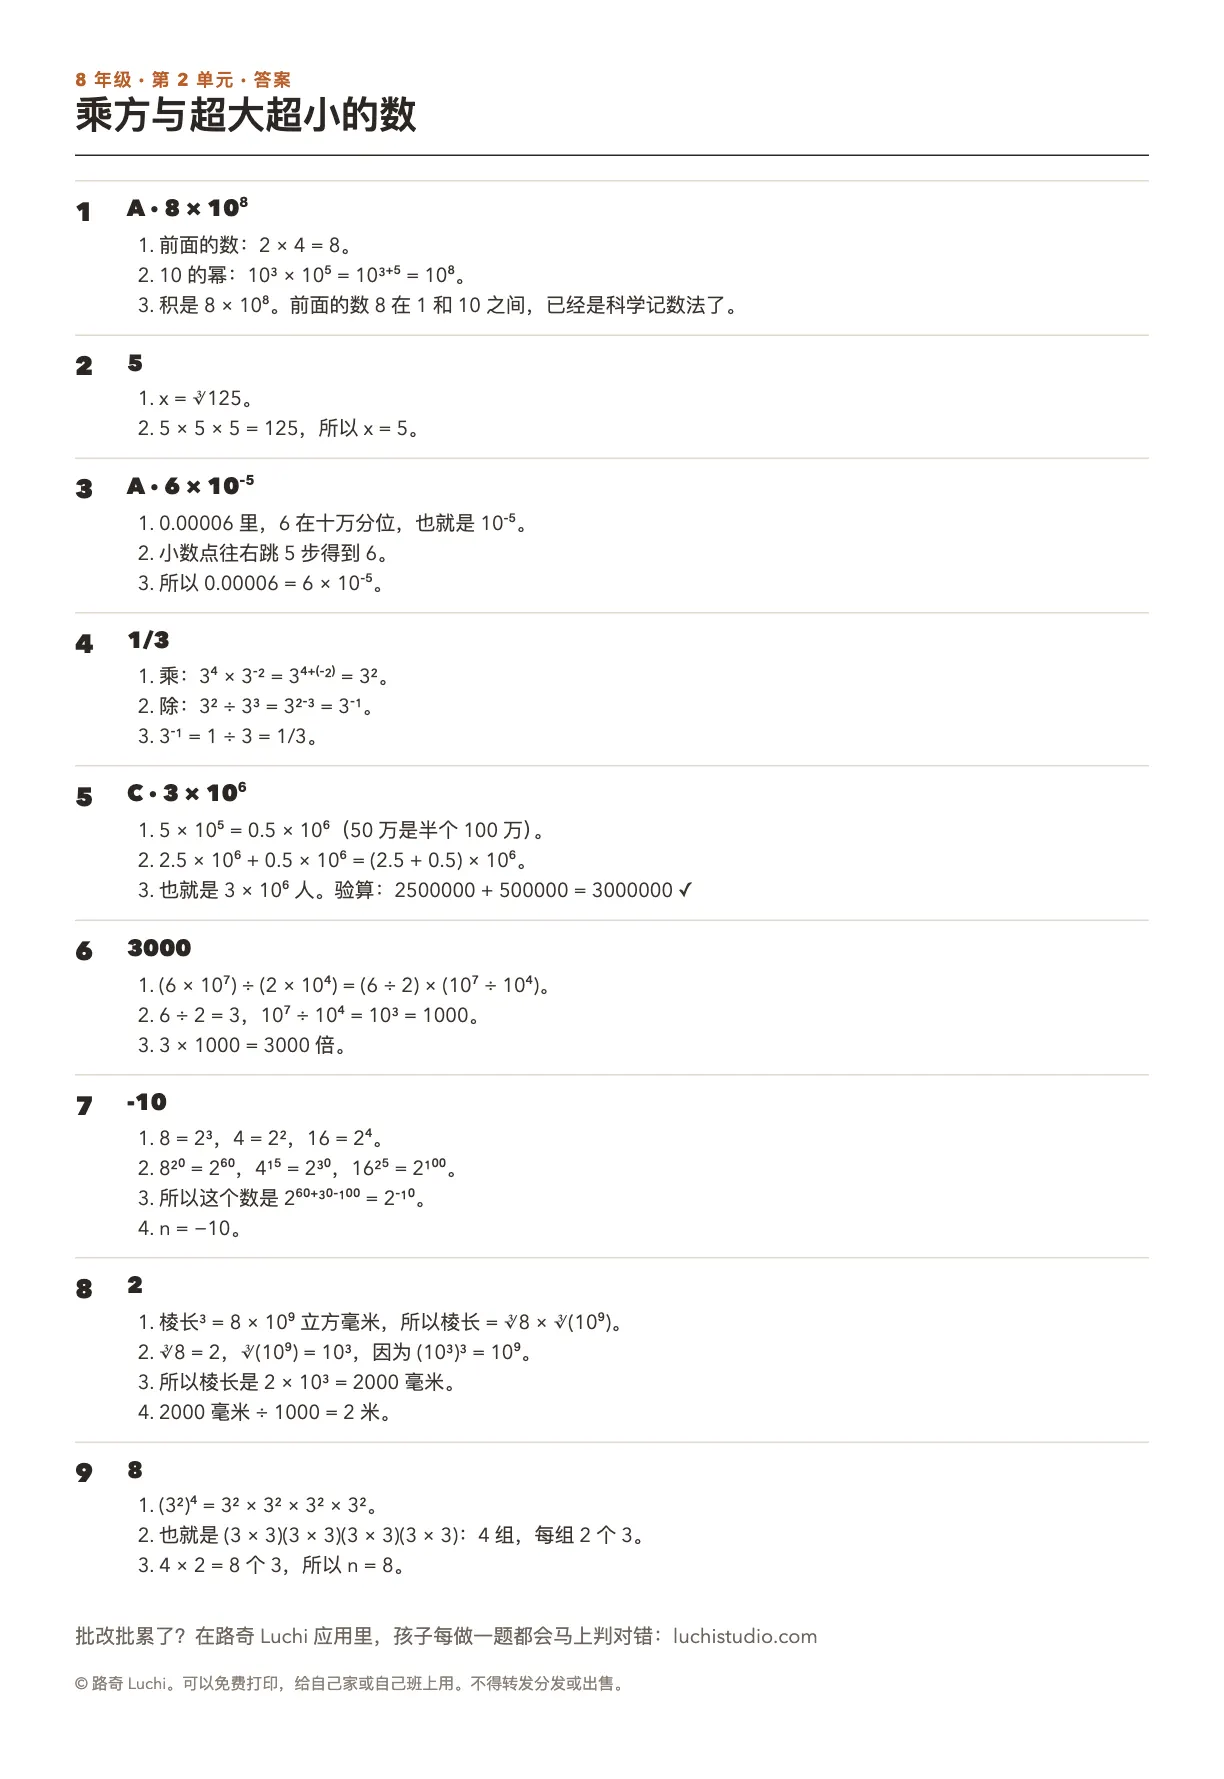 8 年级 · 第 2 单元 · 答案
乘方与超大超小的数
1 A · 8 × 10⁸
1. 前面的数：2 × 4 = 8。
2. 10 的幂：10³ × 10⁵ = 10³⁺⁵ = 10⁸。
3. 积是 8 × 10⁸。前面的数 8 在 1 和 10 之间，已经是科学记数法了。
2 5
1. x = ∛125。
2. 5 × 5 × 5 = 125，所以 x = 5。
3 A · 6 × 10⁻⁵
1. 0.00006 里，6 在十万分位，也就是 10⁻⁵。
2. 小数点往右跳 5 步得到 6。
3. 所以 0.00006 = 6 × 10⁻⁵。
4 1/3
1. 乘：3⁴ × 3⁻² = 3⁴⁺⁽⁻²⁾ = 3²。
2. 除：3² ÷ 3³ = 3²⁻³ = 3⁻¹。
3. 3⁻¹ = 1 ÷ 3 = 1/3。
5 C · 3 × 10⁶
1. 5 × 10⁵ = 0.5 × 10⁶（50 万是半个 100 万）。
2. 2.5 × 10⁶ + 0.5 × 10⁶ = (2.5 + 0.5) × 10⁶。
3. 也就是 3 × 10⁶ 人。验算：2500000 + 500000 = 3000000 ✓
6 3000
1. (6 × 10⁷) ÷ (2 × 10⁴) = (6 ÷ 2) × (10⁷ ÷ 10⁴)。
2. 6 ÷ 2 = 3，10⁷ ÷ 10⁴ = 10³ = 1000。
3. 3 × 1000 = 3000 倍。
7 -10
1. 8 = 2³，4 = 2²，16 = 2⁴。
2. 8²⁰ = 2⁶⁰，4¹⁵ = 2³⁰，16²⁵ = 2¹⁰⁰。
3. 所以这个数是 2⁶⁰⁺³⁰⁻¹⁰⁰ = 2⁻¹⁰。
4. n = −10。
8 2
1. 棱长³ = 8 × 10⁹ 立方毫米，所以棱长 = ∛8 × ∛(10⁹)。
2. ∛8 = 2，∛(10⁹) = 10³，因为 (10³)³ = 10⁹。
3. 所以棱长是 2 × 10³ = 2000 毫米。
4. 2000 毫米 ÷ 1000 = 2 米。
9 8
1. (3²)⁴ = 3² × 3² × 3² × 3²。
2. 也就是 (3 × 3)(3 × 3)(3 × 3)(3 × 3)：4 组，每组 2 个 3。
3. 4 × 2 = 8 个 3，所以 n = 8。
批改批累了？在路奇 Luchi 应用里，孩子每做一题都会马上判对错：luchistudio.com
© 路奇 Luchi。可以免费打印，给自己家或自己班上用。不得转发分发或出售。